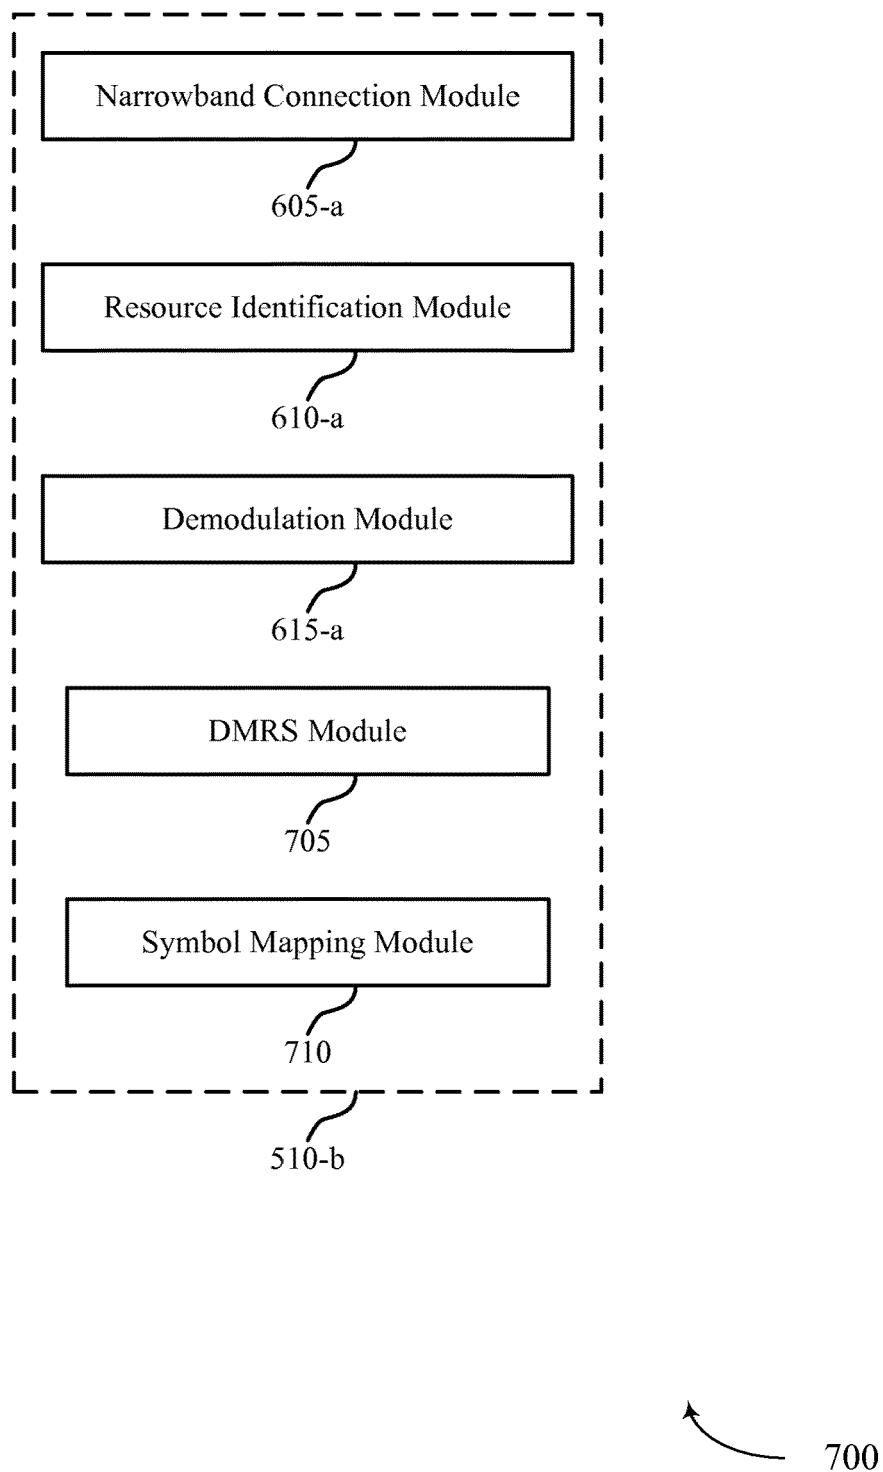 Narrowband Connection Module
605-a
Resource Identification Module
610-a
Demodulation Module
615-a
DMRS Module
705
Symbol Mapping Module
710
510-b
700